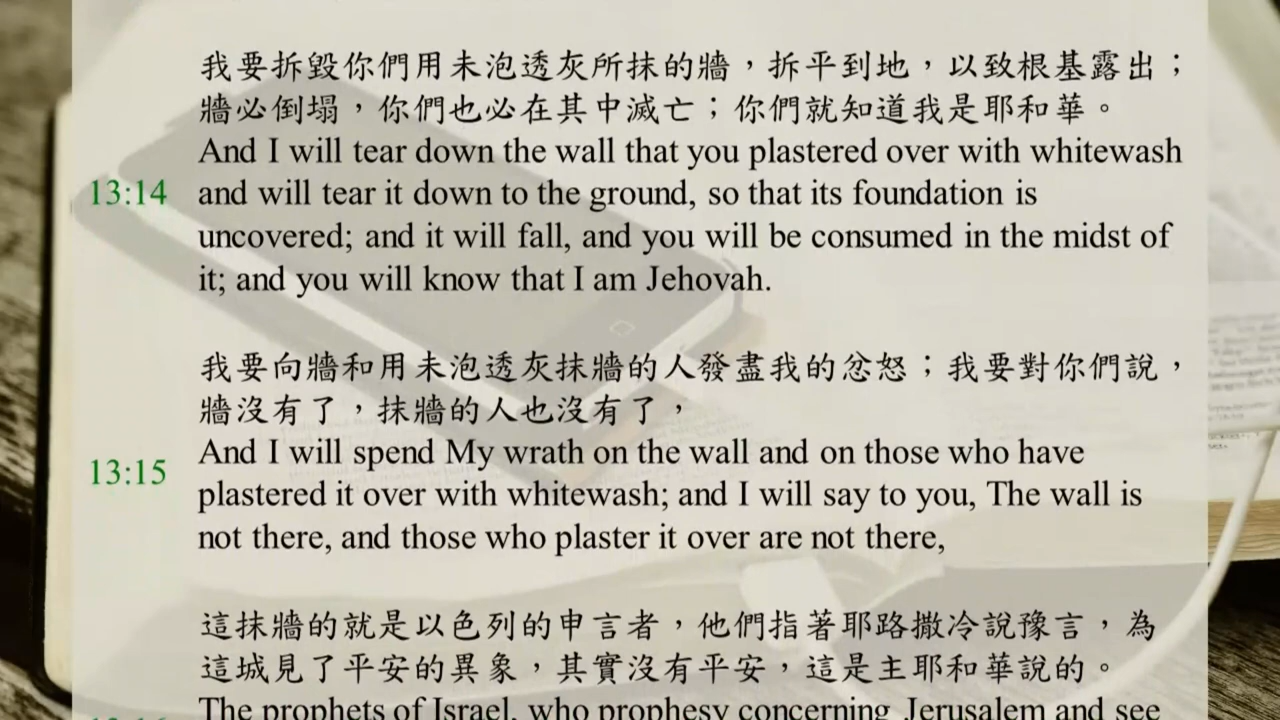 我要拆毀你們用未泡透灰所抹的牆，拆平到地，以致根基露出；
牆必倒塌，你們也必在其中滅亡；你們就知道我是耶和華。
And I will tear down the wall that you plastered over with whitewash
13:14 and will tear it down to the ground, so that its foundation is
uncovered; and it will fall, and you will be consumed in the midst of
it; and you will know that I am Jehovah.
我要向牆和用未泡透灰抹牆的人發盡我的忿怒；我要對你們說，
牆沒有了，抹牆的人也沒有了，
And I will spend My wrath on the wall and on those who have
13:15 plastered it over with whitewash; and I will say to you, The wall is
not there, and those who plaster it over are not there,
這抹牆的就是以色列的申言者，他們指著耶路撒冷說豫言，為
這城見了平安的異象，其實沒有平安，這是主耶和華說的。
The prophets of Israel, who prophesy concerning Jerusalem and see